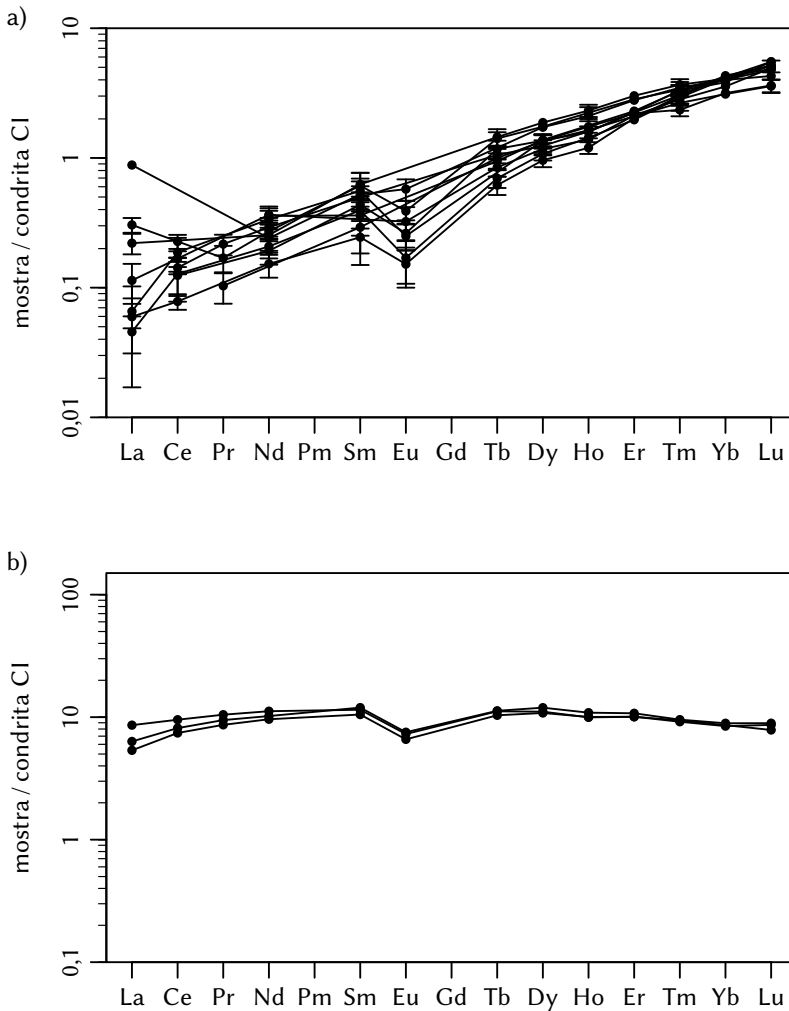 a)
mostra / condrita CI
10
1
0,1
0,01
La Ce Pr Nd Pm Sm Eu Gd Tb Dy Ho Er Tm Yb Lu
b)
mostra / condrita CI
100
10
1
0,1
La Ce Pr Nd Pm Sm Eu Gd Tb Dy Ho Er Tm Yb Lu